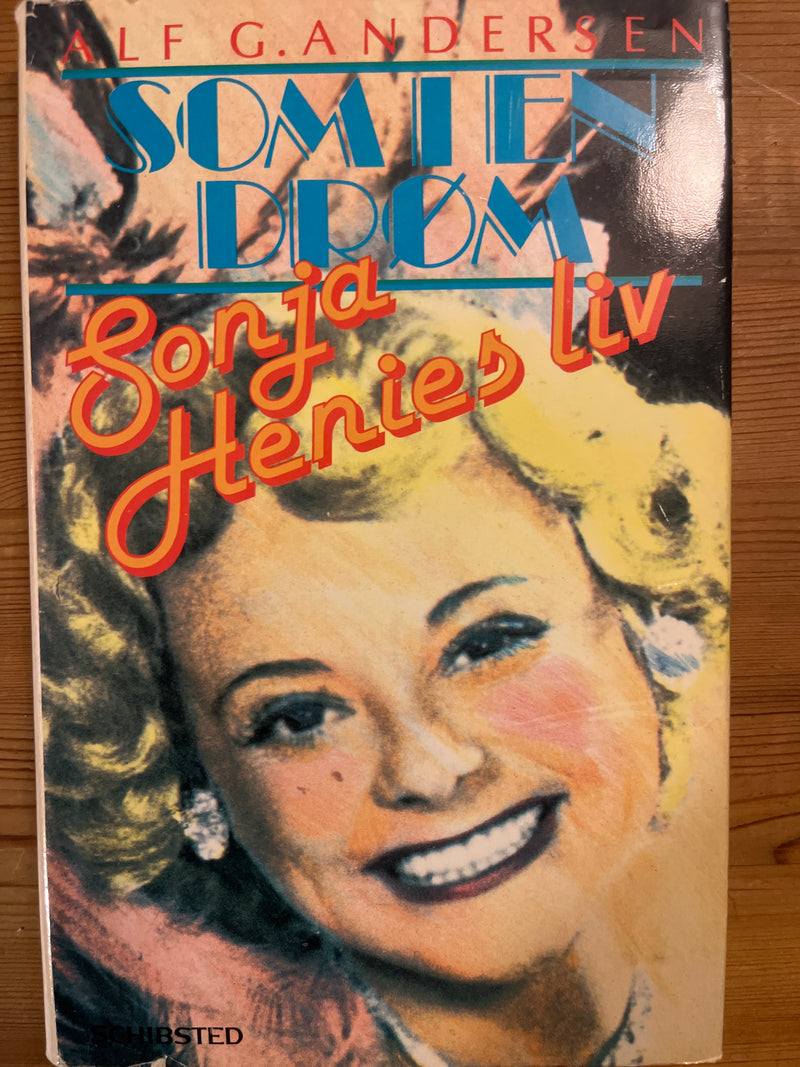 ALF G. ANDERSEN
SOM I EN
DRØM
Sonja
Henies liv
SCHIBSTED